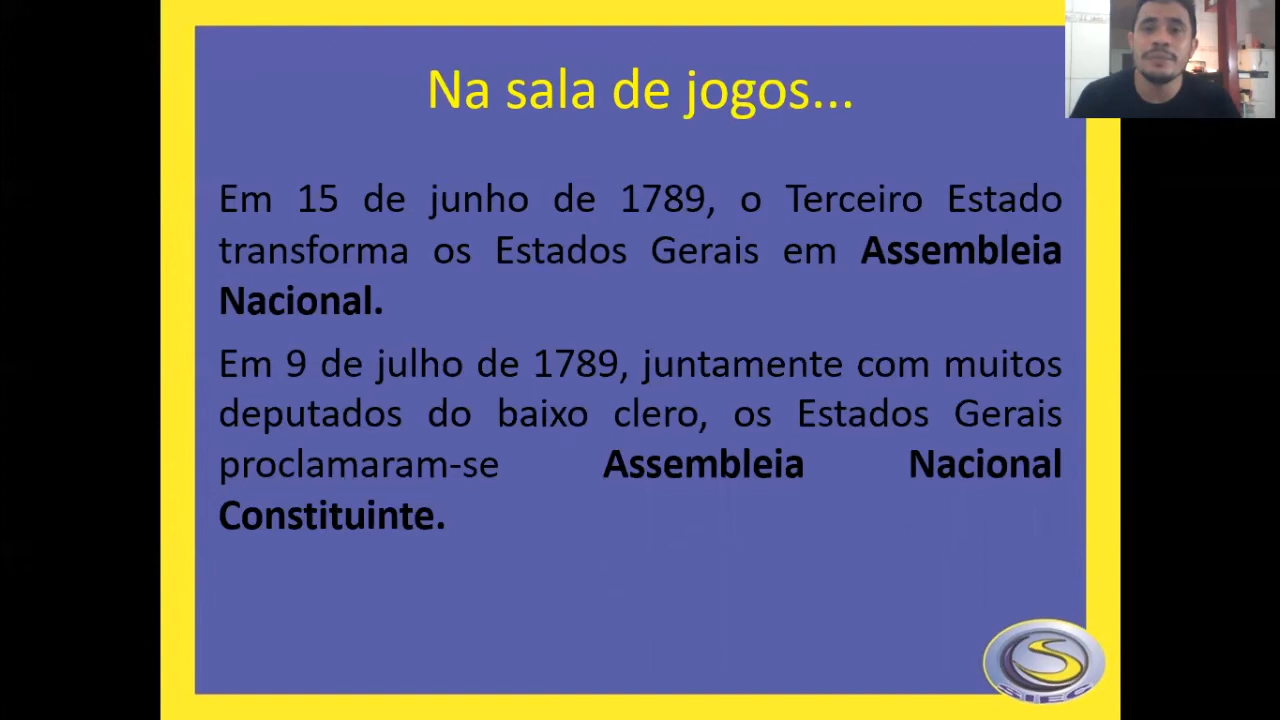 Na sala de jogos...
Em 15 de junho de 1789, o Terceiro Estado
transforma os Estados Gerais em Assembleia
Nacional.
Em 9 de julho de 1789, juntamente com muitos
deputados do baixo clero, os Estados Gerais
proclamaram-se Assembleia Nacional
Constituinte.
SIEC